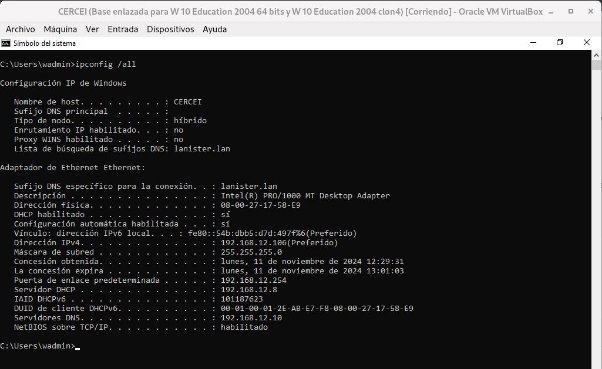 CERCEI (Base enlazada para W 10 Education 2004 64 bits y W 10 Education 2004 clon4) [Corriendo] - Oracle VM VirtualBox
Archivo Máquina Ver Entrada Dispositivos Ayuda
Símbolo del sistema
C:\Users\wadmin>ipconfig /all
Configuración IP de Windows
Nombre de host. . . . . . . . . : CERCEI
Sufijo DNS principal . . . . . :
Tipo de modo. . . . . . . . . . : híbrido
Enrutamiento IP habilitado. . . : no
Proxy WINS habilitado . . . . . : no
Lista de búsqueda de sufijos DNS: lanister.lan
Adaptador de Ethernet Ethernet:
Sufijo DNS específico para la conexión. . : lanister.lan
Descripción . . . . . . . . . . . . . . . : Intel(R) PRO/1000 MT Desktop Adapter
Dirección física. . . . . . . . . . . . . : 08-00-27-17-58-E9
DHCP habilitado . . . . . . . . . . . . . : sí
Configuración automática habilitada . . . : sí
Vínculo: dirección IPv6 local. . . : fe80::54b:dbb5:d7d:497f%6(Preferido)
Dirección IPv4. . . . . . . . . . . . . . : 192.168.12.106(Preferido)
Máscara de subred . . . . . . . . . . . . : 255.255.255.0
Concesión obtenida. . . . . . . . . . . . : lunes, 11 de noviembre de 2024 12:29:31
La concesión expira . . . . . . . . . . . : lunes, 11 de noviembre de 2024 13:01:03
Puerta de enlace predeterminada . . . . . : 192.168.12.254
Servidor DHCP . . . . . . . . . . . . . . : 192.168.12.8
IAID DHCPv6 . . . . . . . . . . . . . . . : 101187623
DUID de cliente DHCPv6. . . . . . . . . . : 00-01-00-01-2E-AB-E7-F8-08-00-27-17-58-E9
Servidores DNS. . . . . . . . . . . . . . : 192.168.12.10
NetBIOS sobre TCP/IP. . . . . . . . . . . : habilitado
C:\Users\wadmin>